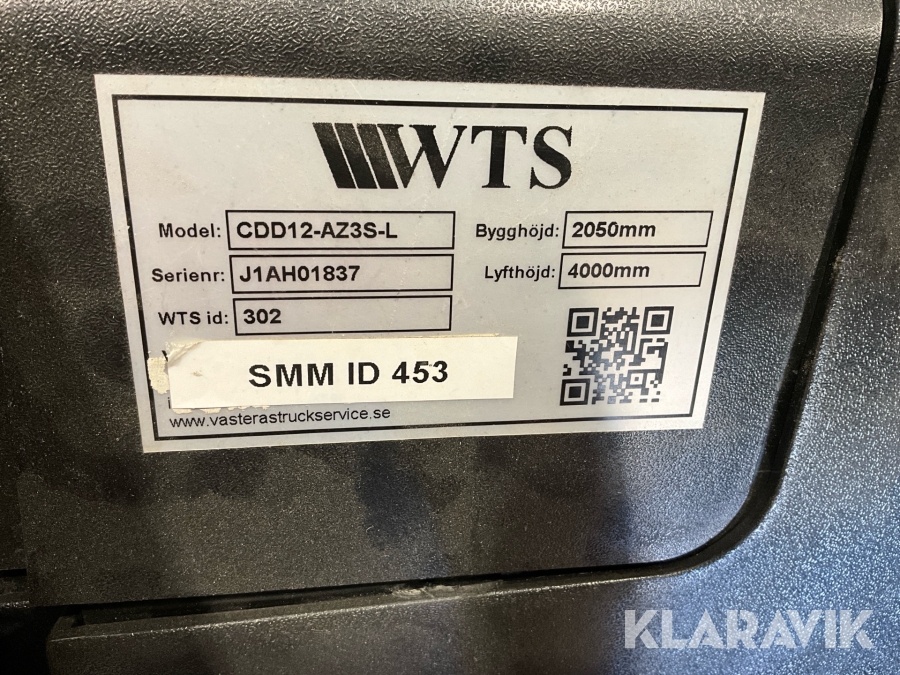 WTS
Model: CDD12-AZ3S-L
Bygghöjd: 2050mm
Serienr: J1AH01837
Lyfthöjd: 4000mm
WTS id: 302
SMM ID 453
www.vasterastruckservice.se
KLARAVIK